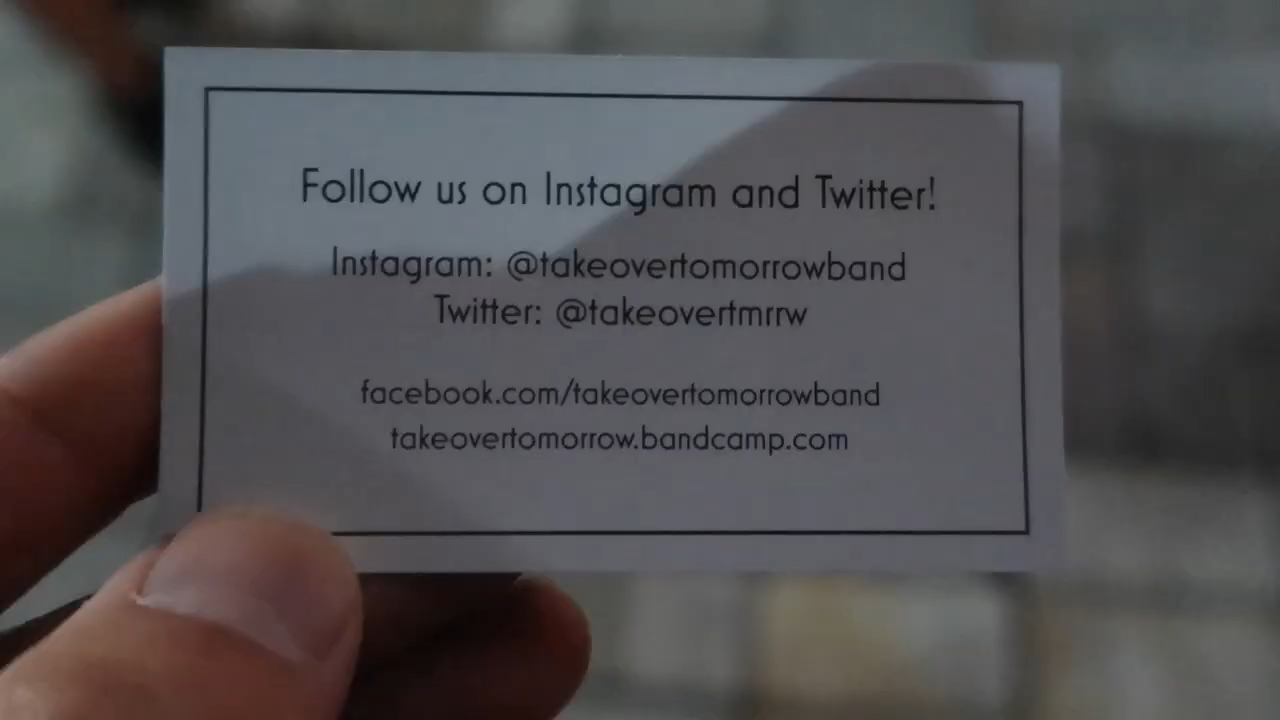 Follow us on Instagram and Twitter!
Instagram: @takeovertomorrowband
Twitter: @takeovertmrrw
facebook.com/takeovertomorrowband
takeovertomorrow.bandcamp.com